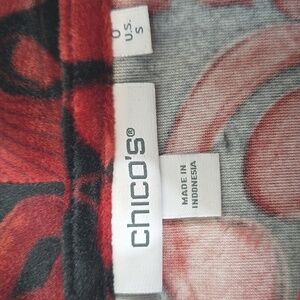 0
U.S.
S
chico's®
MADE IN
INDONESIA